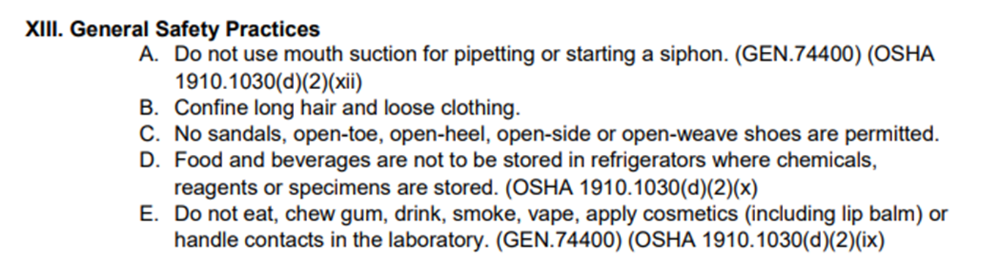 XIII. General Safety Practices
A. Do not use mouth suction for pipetting or starting a siphon. (GEN.74400) (OSHA
1910.1030(d)(2)(xii)
B. Confine long hair and loose clothing.
C. No sandals, open-toe, open-heel, open-side or open-weave shoes are permitted.
D. Food and beverages are not to be stored in refrigerators where chemicals,
reagents or specimens are stored. (OSHA 1910.1030(d)(2)(x)
E. Do not eat, chew gum, drink, smoke, vape, apply cosmetics (including lip balm) or
handle contacts in the laboratory. (GEN.74400) (OSHA 1910.1030(d)(2)(ix)